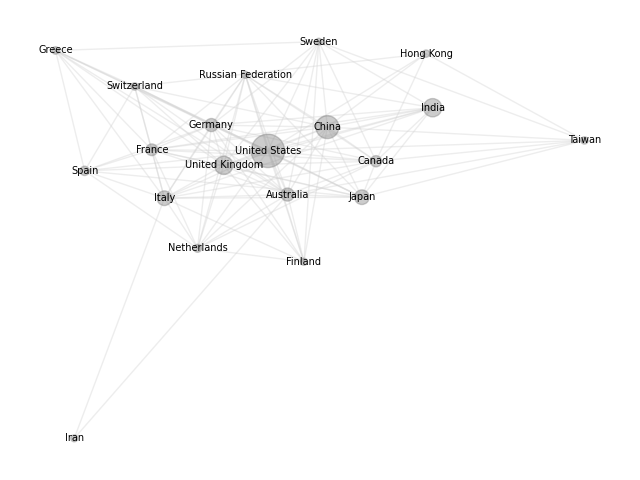 Sweden
Greece
Hong Kong
Russian Federation
Switzerland
India
Germany
China
Taiwan
France
United States
United Kingdom
Canada
Spain
Italy
Australia
Japan
Netherlands
Finland
Iran